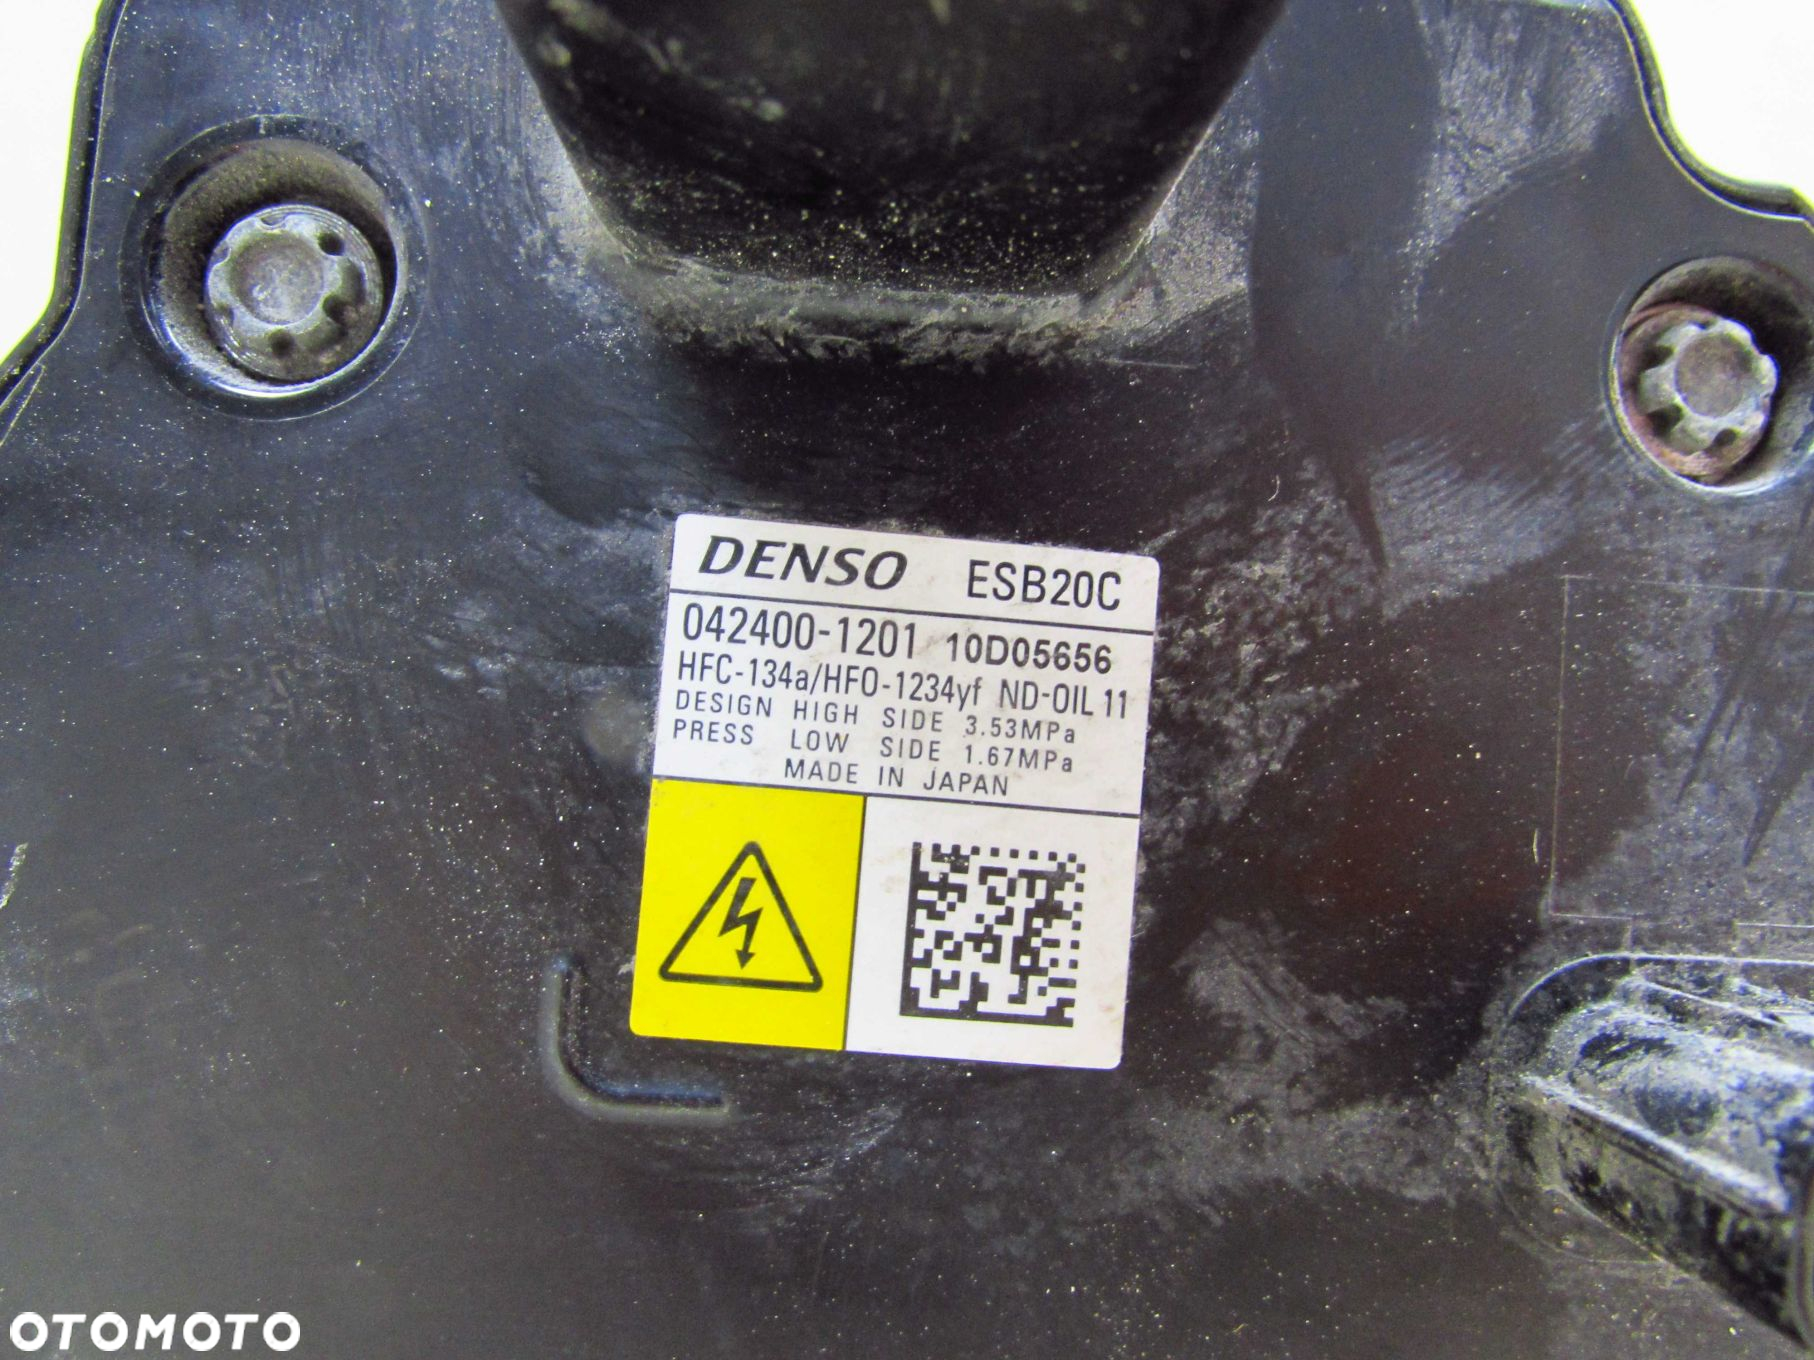 DENSO ESB20C
042400-1201 10D05656
HFC-134a/HFO-1234yf ND-OIL 11
DESIGN HIGH SIDE 3.53MPa
PRESS LOW SIDE 1.67MPa
MADE IN JAPAN
OTOMOTO